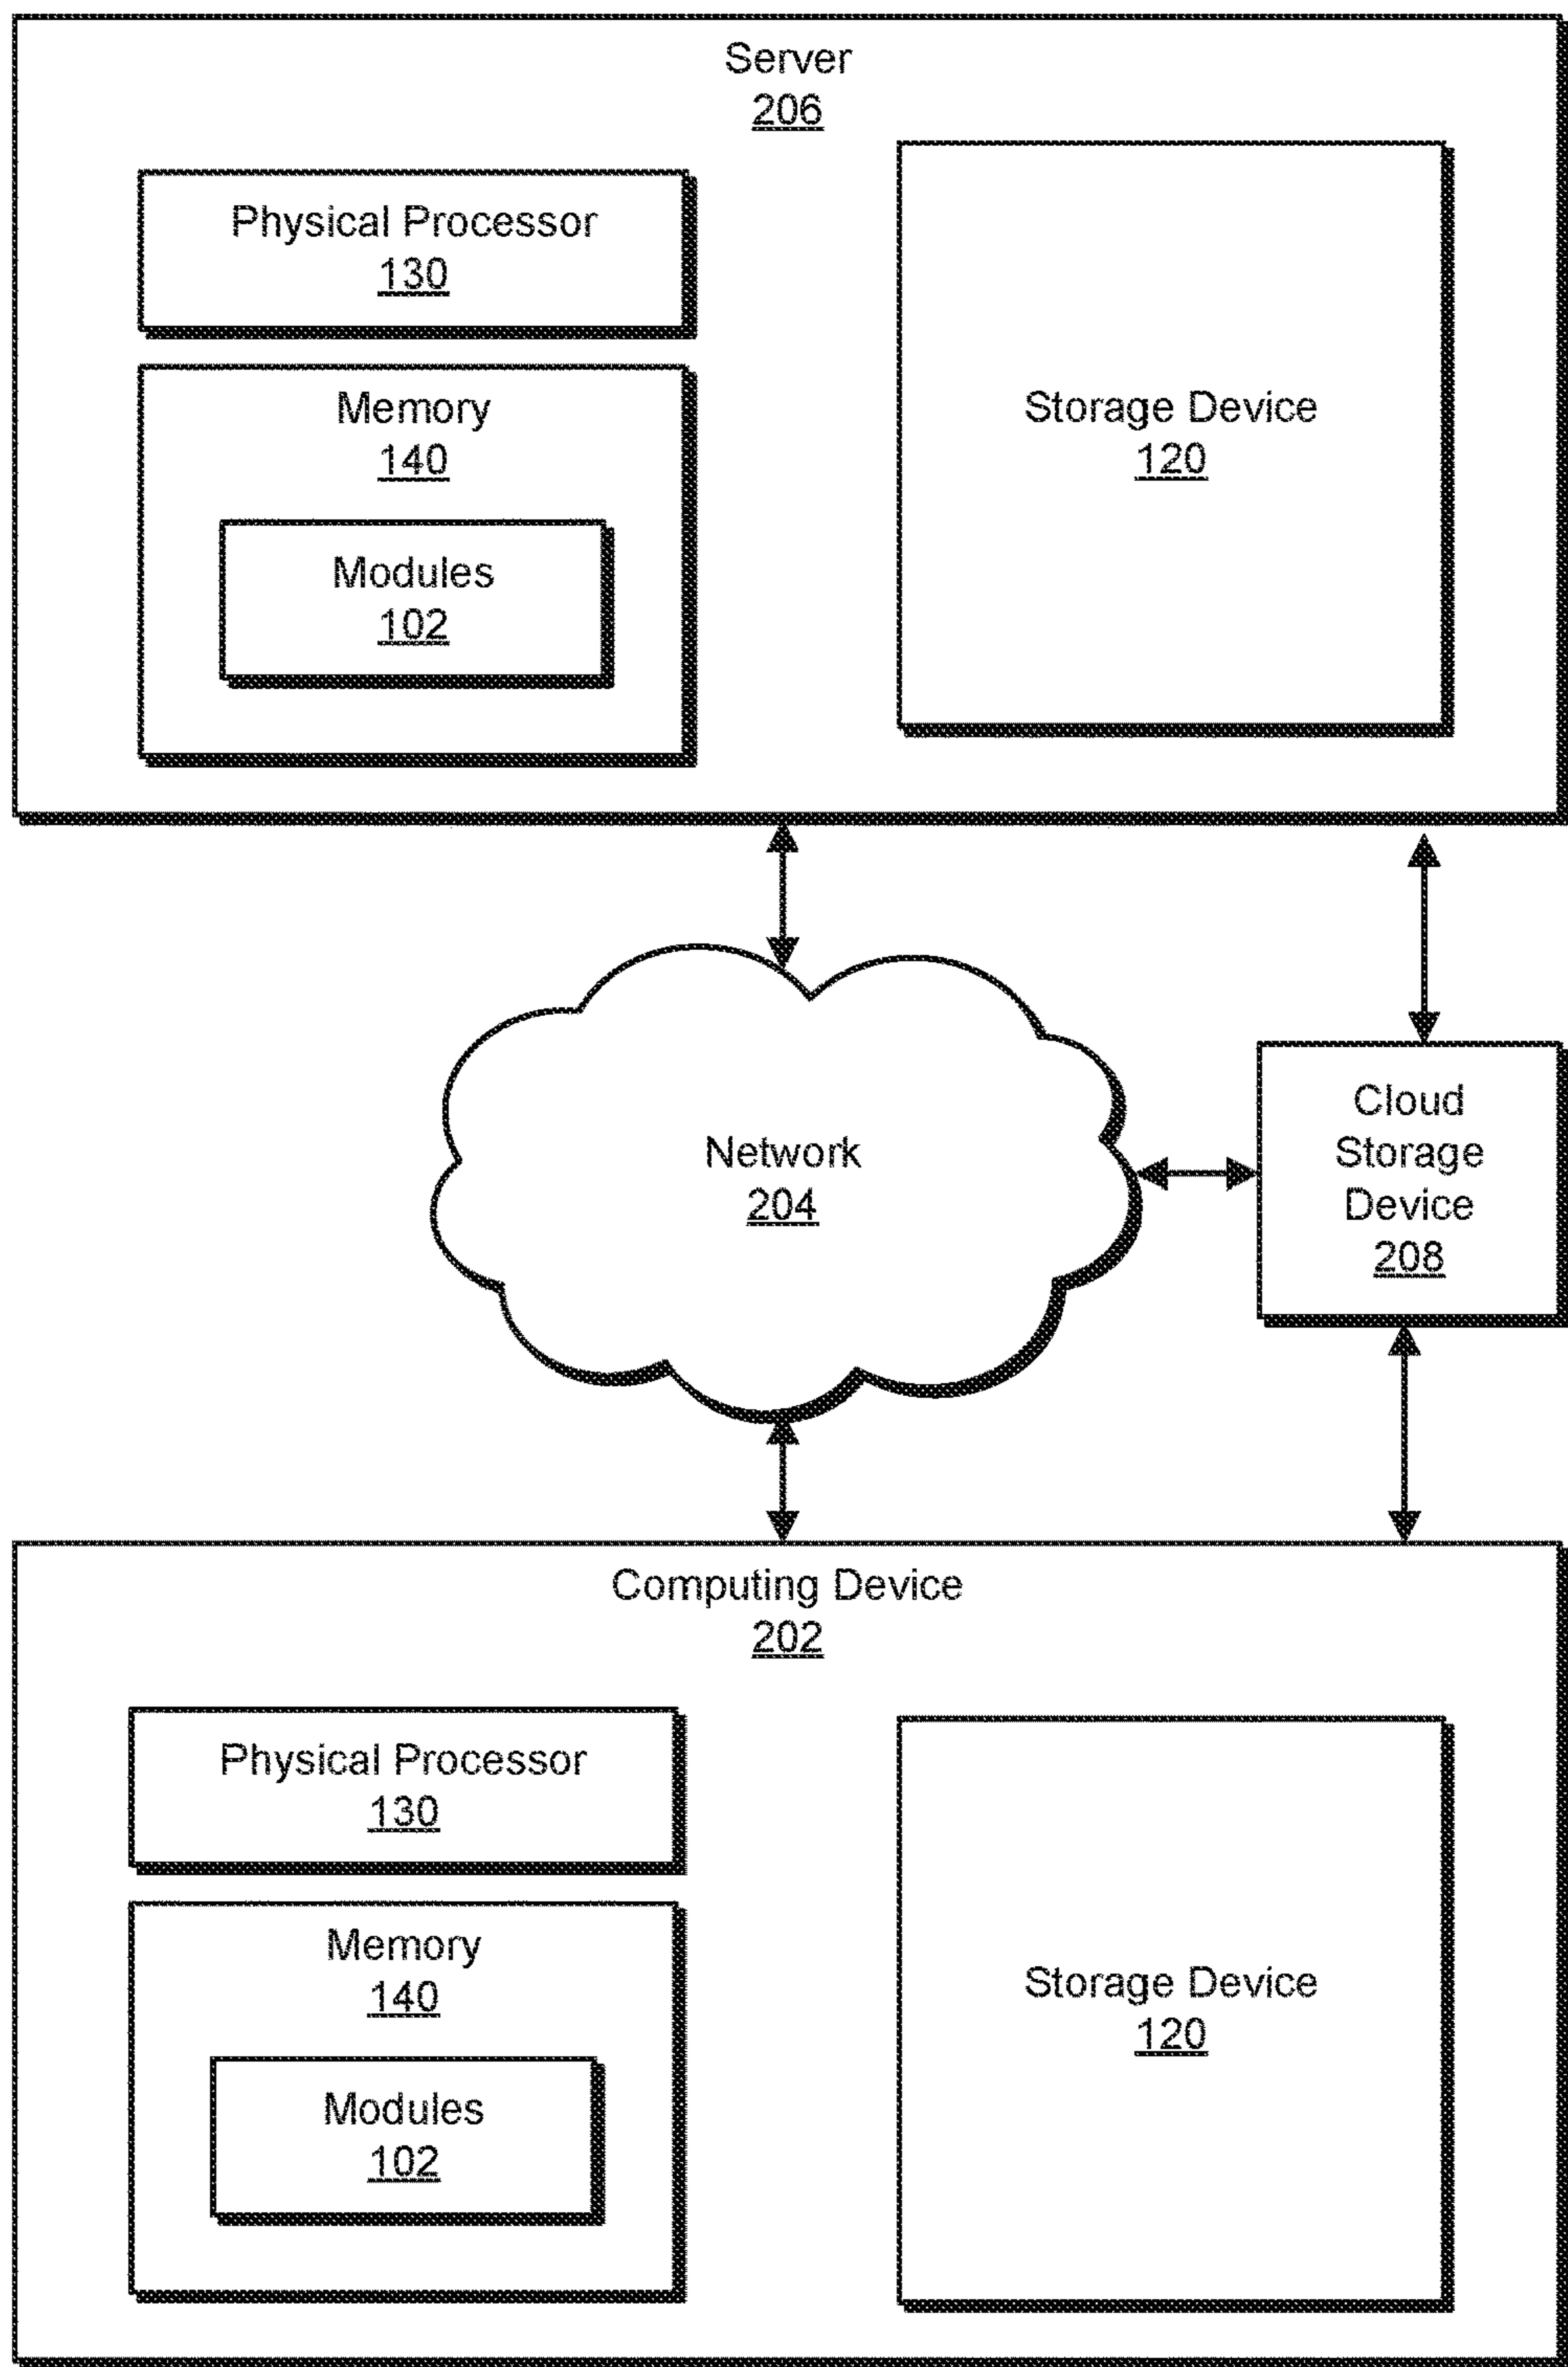 Server
206
Physical Processor
130
Memory
140
Modules
102
Storage Device
120
Network
204
Cloud
Storage
Device
208
Computing Device
202
Physical Processor
130
Memory
140
Modules
102
Storage Device
120